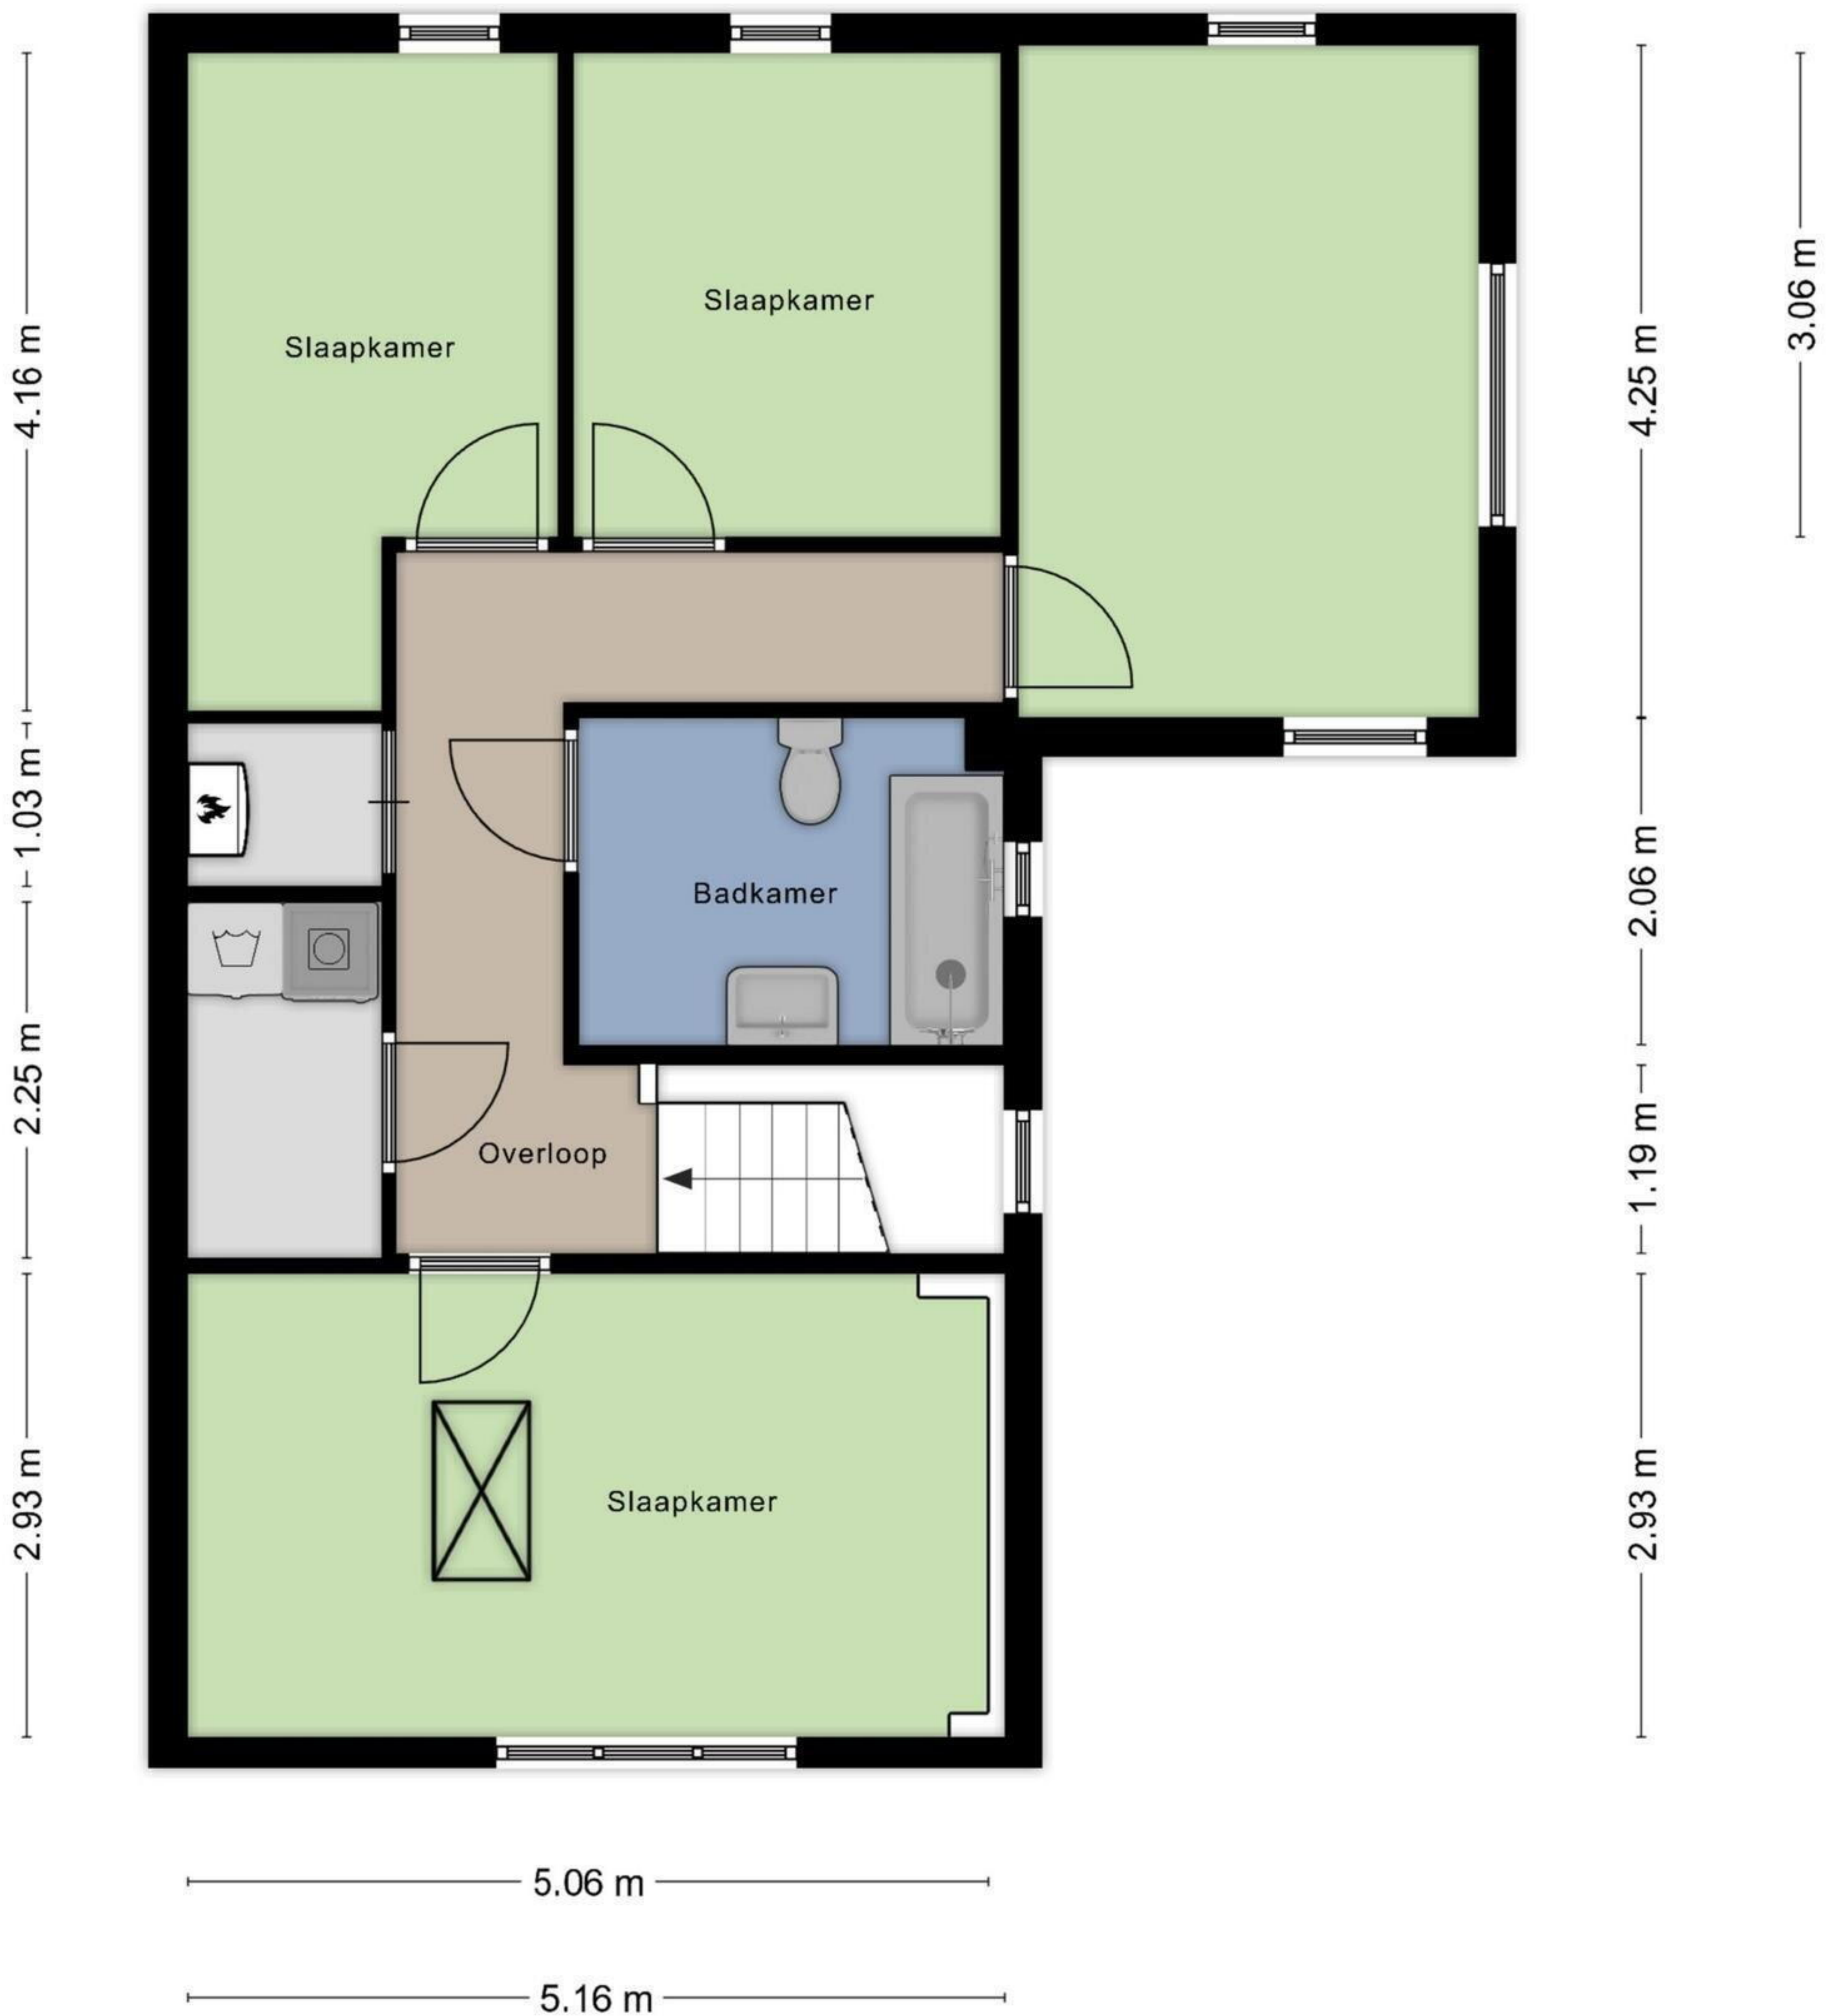 Slaapkamer
Slaapkamer
4.16 m
4.25 m
3.06 m
1.03 m
Badkamer
2.06 m
2.25 m
Overloop
1.19 m
Slaapkamer
2.93 m
2.93 m
5.06 m
5.16 m